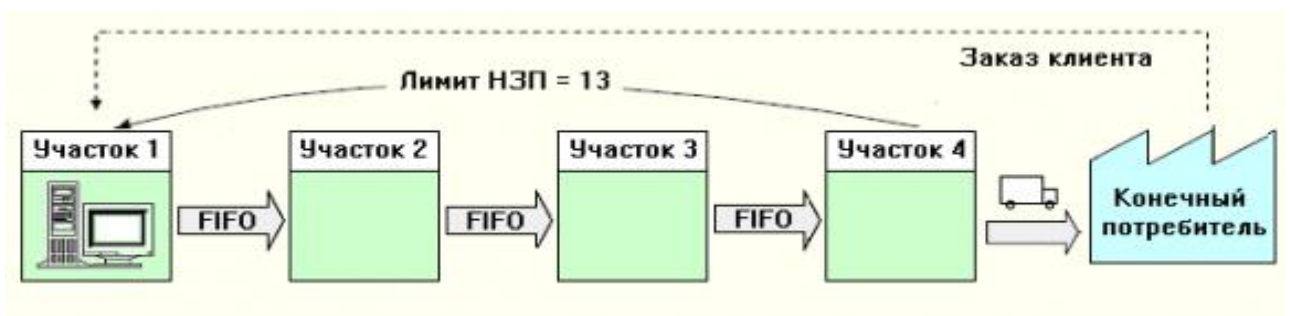 Заказ клиента
Лимит НЗП = 13
Участок 1
Участок 2
Участок 3
Участок 4
FIFO
FIFO
FIFO
Конечный
потребитель